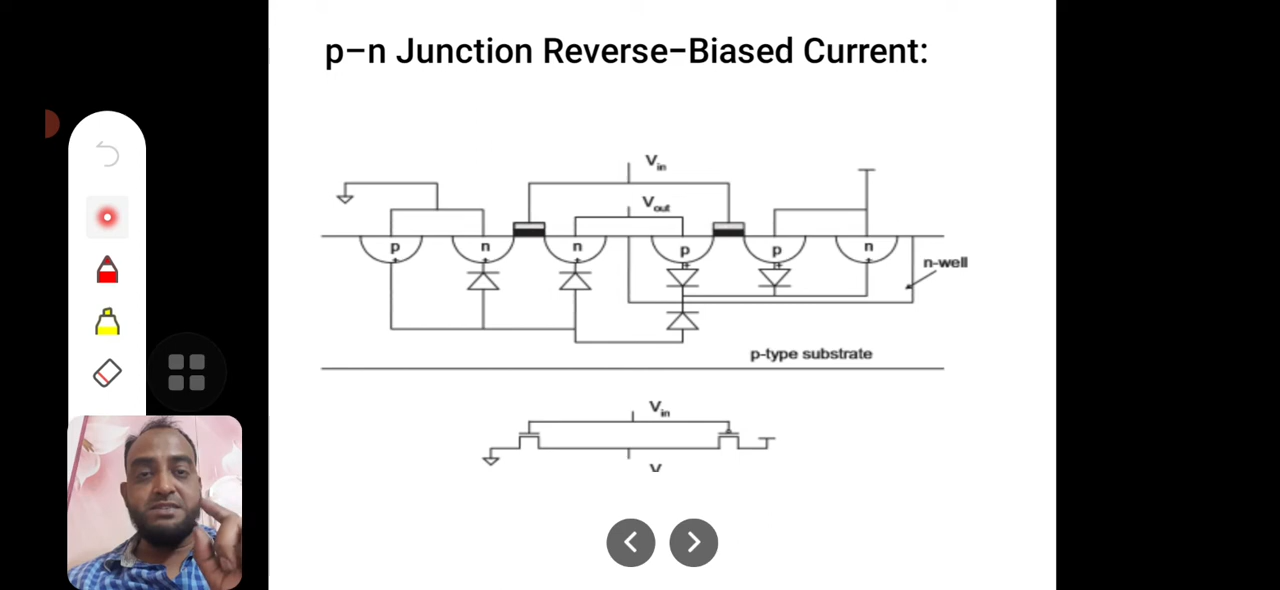 p–n Junction Reverse–Biased Current:
Vin
Vout
p n n p p n
+ + + + + +
n-well
p-type substrate
Vin
V